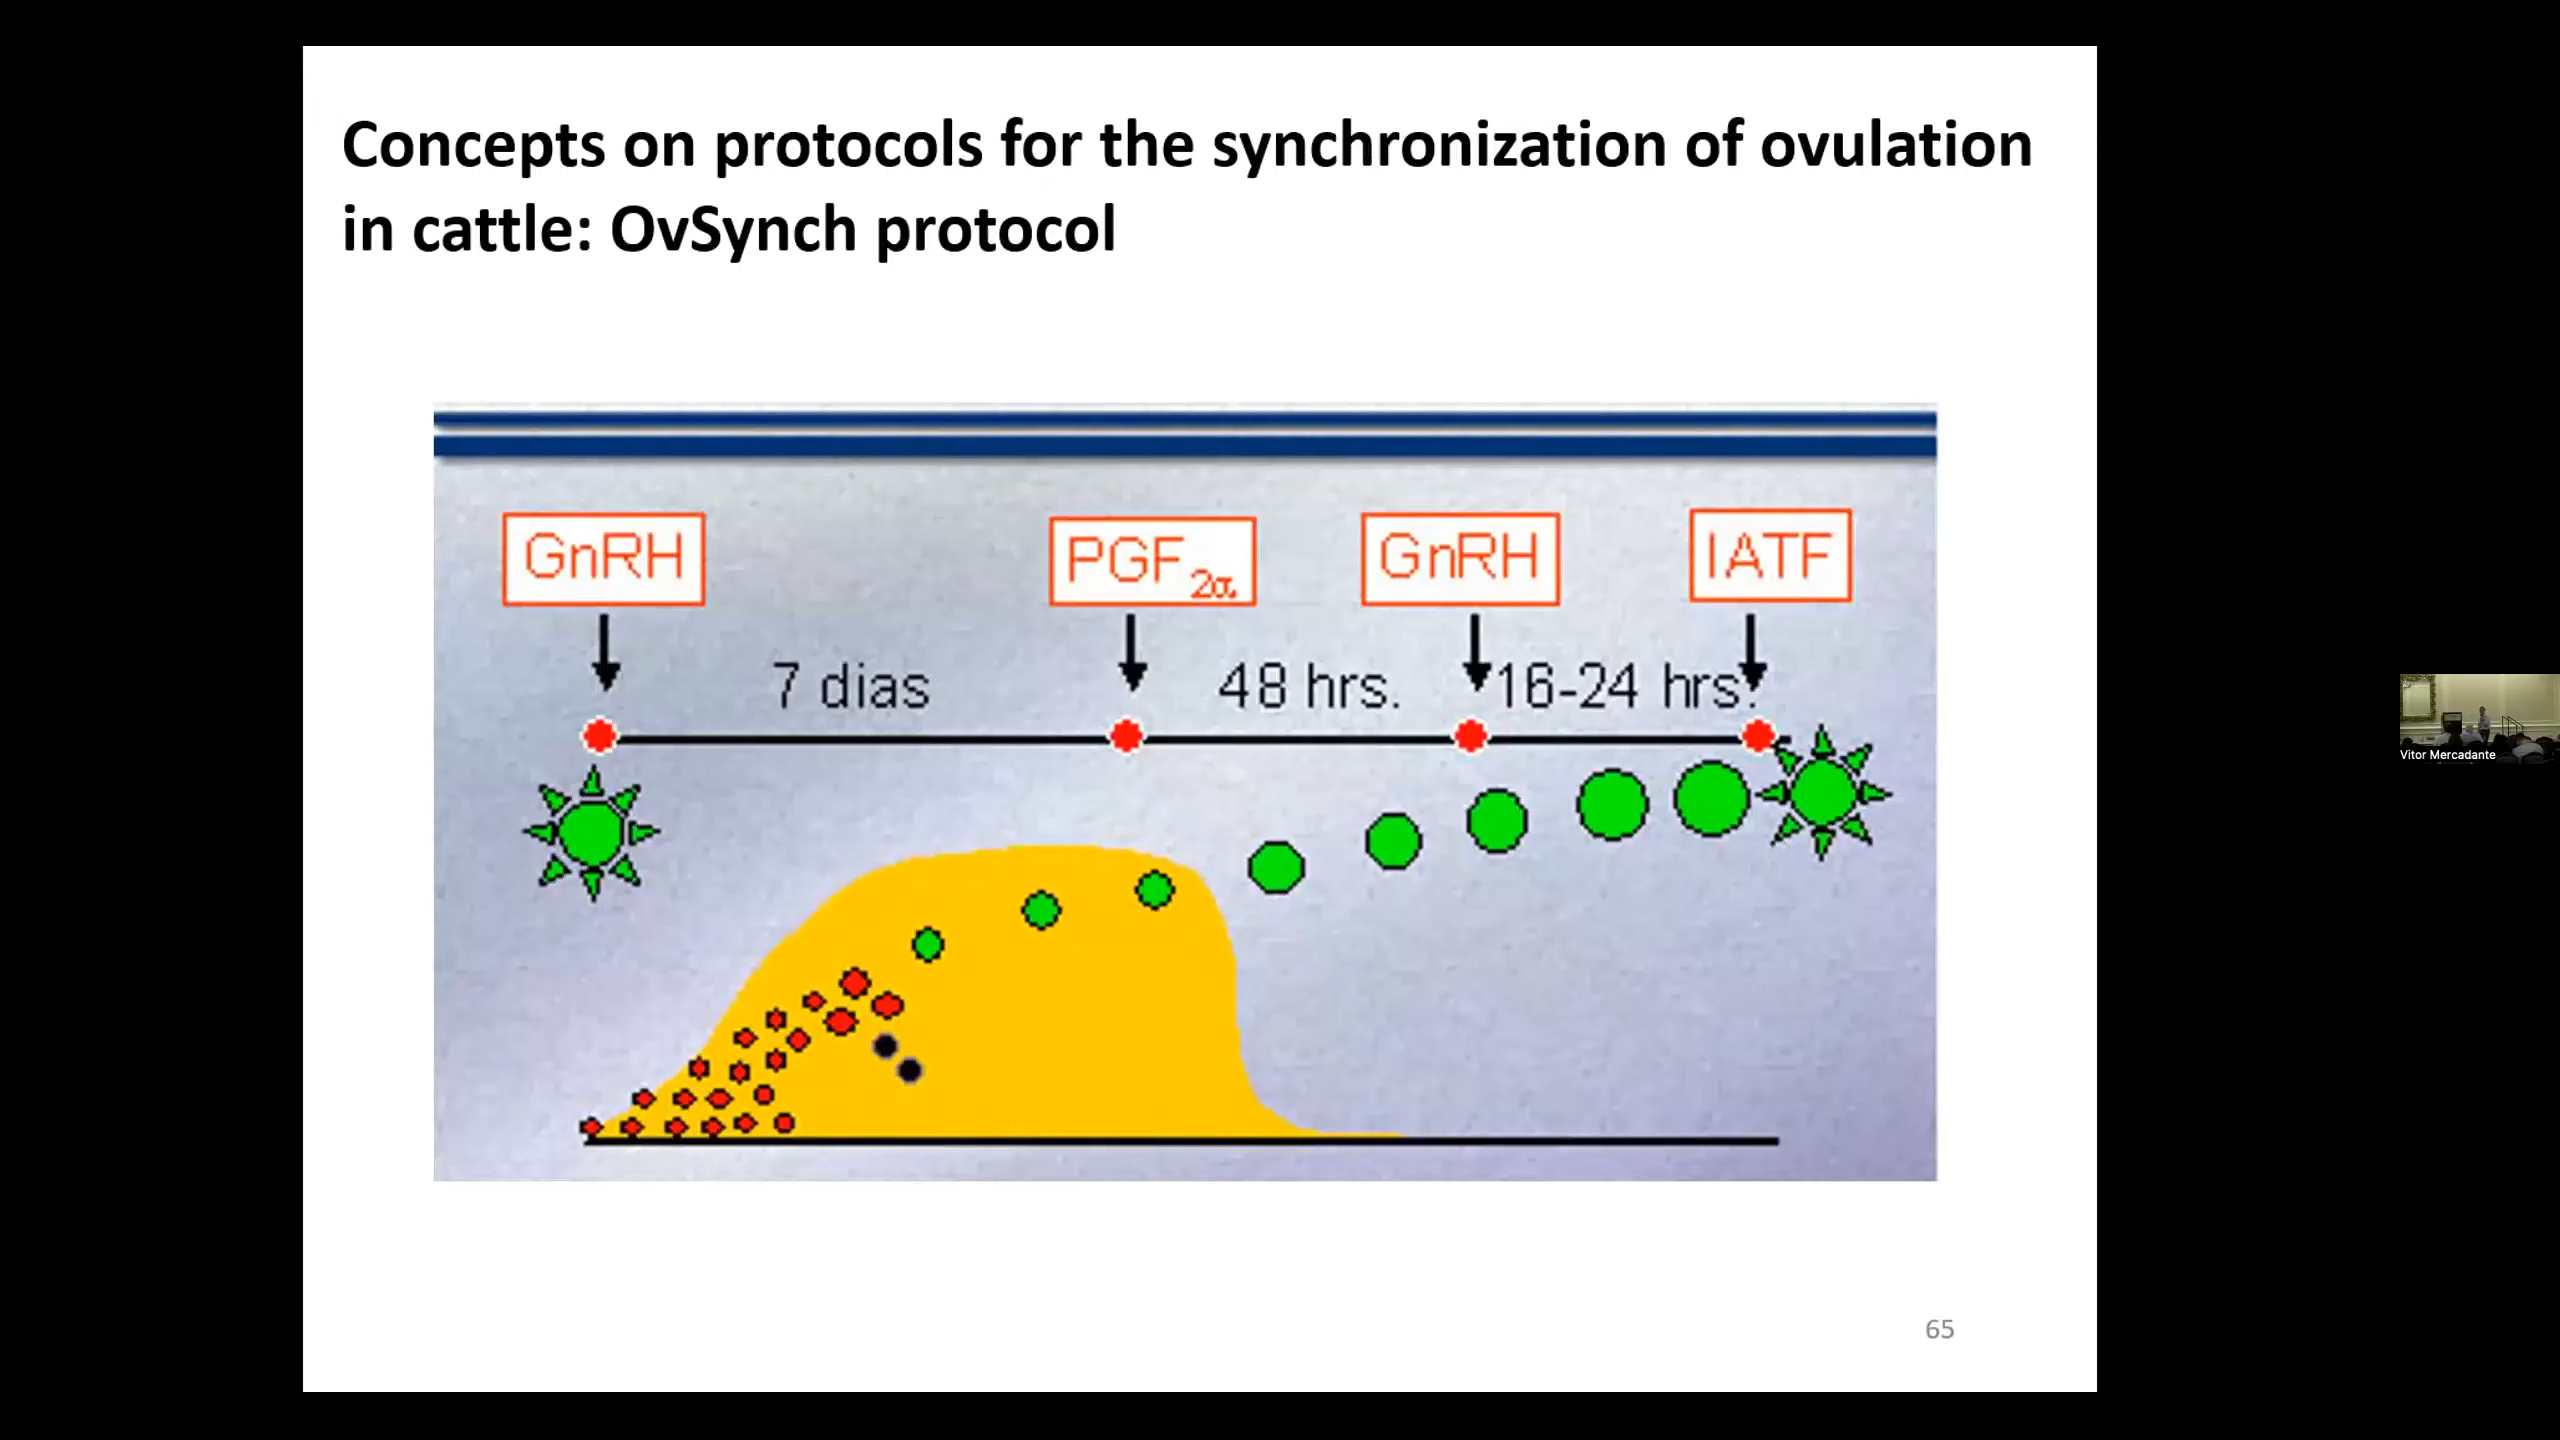 Concepts on protocols for the synchronization of ovulation
in cattle: OvSynch protocol
GnRH PGF2α GnRH IATF
7 dias 48 hrs. 16-24 hrs.
Vitor Mercadante
65